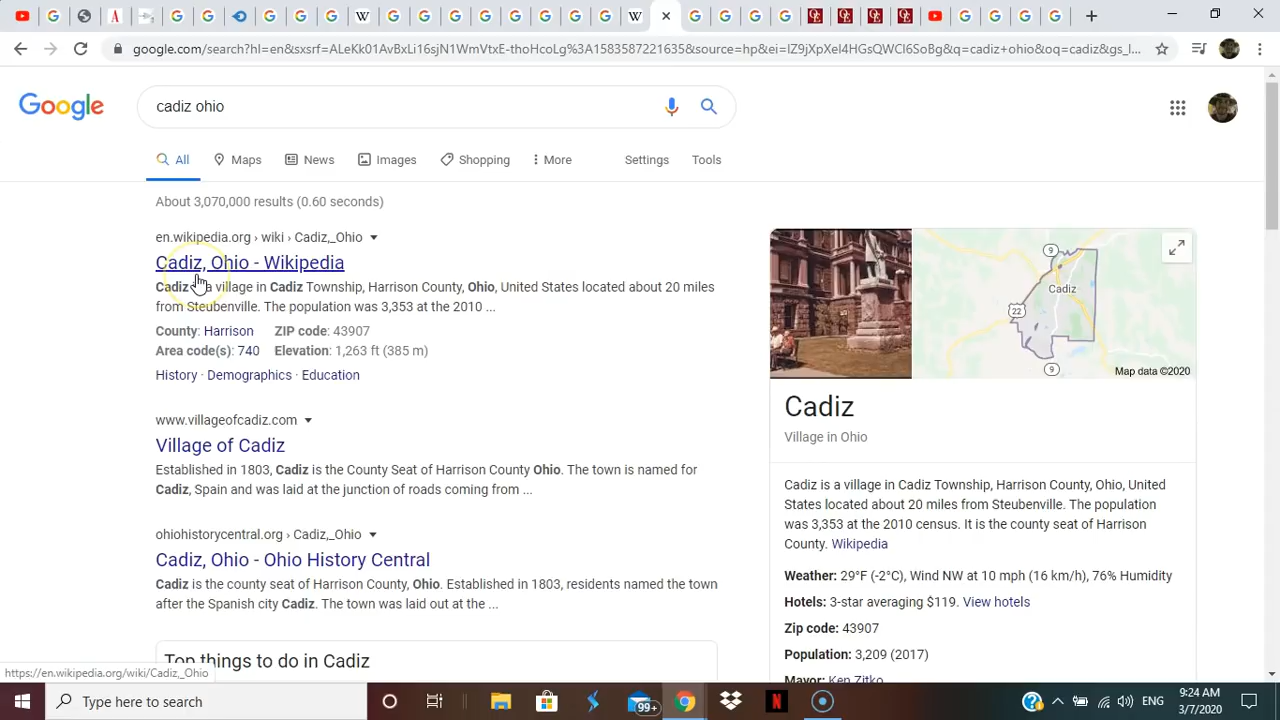 google.com/search?hl=en&sxsrf=ALeKk01AvBxLi16sjN1WmVtxE-thoHcoLg%3A1583587221635&source=hp&ei=lZ9jXpXel4HGsQWCl6SoBg&q=cadiz+ohio&oq=cadiz&gs_l...
Google
cadiz ohio
All Maps News Images Shopping More Settings Tools
About 3,070,000 results (0.60 seconds)
en.wikipedia.org › wiki › Cadiz,_Ohio
Cadiz, Ohio - Wikipedia
Cadiz a village in Cadiz Township, Harrison County, Ohio, United States located about 20 miles
from Steubenville. The population was 3,353 at the 2010 ...
County: Harrison ZIP code: 43907
Area code(s): 740 Elevation: 1,263 ft (385 m)
History · Demographics · Education
www.villageofcadiz.com
Village of Cadiz
Established in 1803, Cadiz is the County Seat of Harrison County Ohio. The town is named for
Cadiz, Spain and was laid at the junction of roads coming from ...
ohiohistorycentral.org › Cadiz,_Ohio
Cadiz, Ohio - Ohio History Central
Cadiz is the county seat of Harrison County, Ohio. Established in 1803, residents named the town
after the Spanish city Cadiz. The town was laid out at the ...
Top things to do in Cadiz
9
Cadiz
22
9
Map data ©2020
Cadiz
Village in Ohio
Cadiz is a village in Cadiz Township, Harrison County, Ohio, United
States located about 20 miles from Steubenville. The population
was 3,353 at the 2010 census. It is the county seat of Harrison
County. Wikipedia
Weather: 29°F (-2°C), Wind NW at 10 mph (16 km/h), 76% Humidity
Hotels: 3-star averaging $119. View hotels
Zip code: 43907
Population: 3,209 (2017)
Mayor: Ken Zitko
https://en.wikipedia.org/wiki/Cadiz,_Ohio
Type here to search
99+
ENG
9:24 AM
3/7/2020